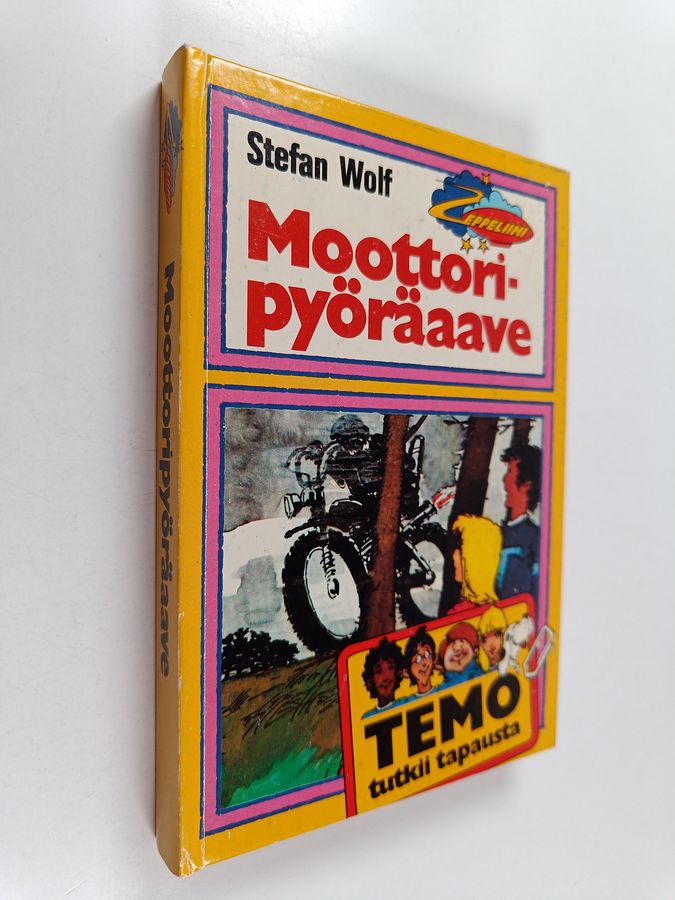 Stefan Wolf
ZEPPELIINI
Moottori-
pyöräaave
TEMO
tutkii tapausta
Moottoripyöräaave